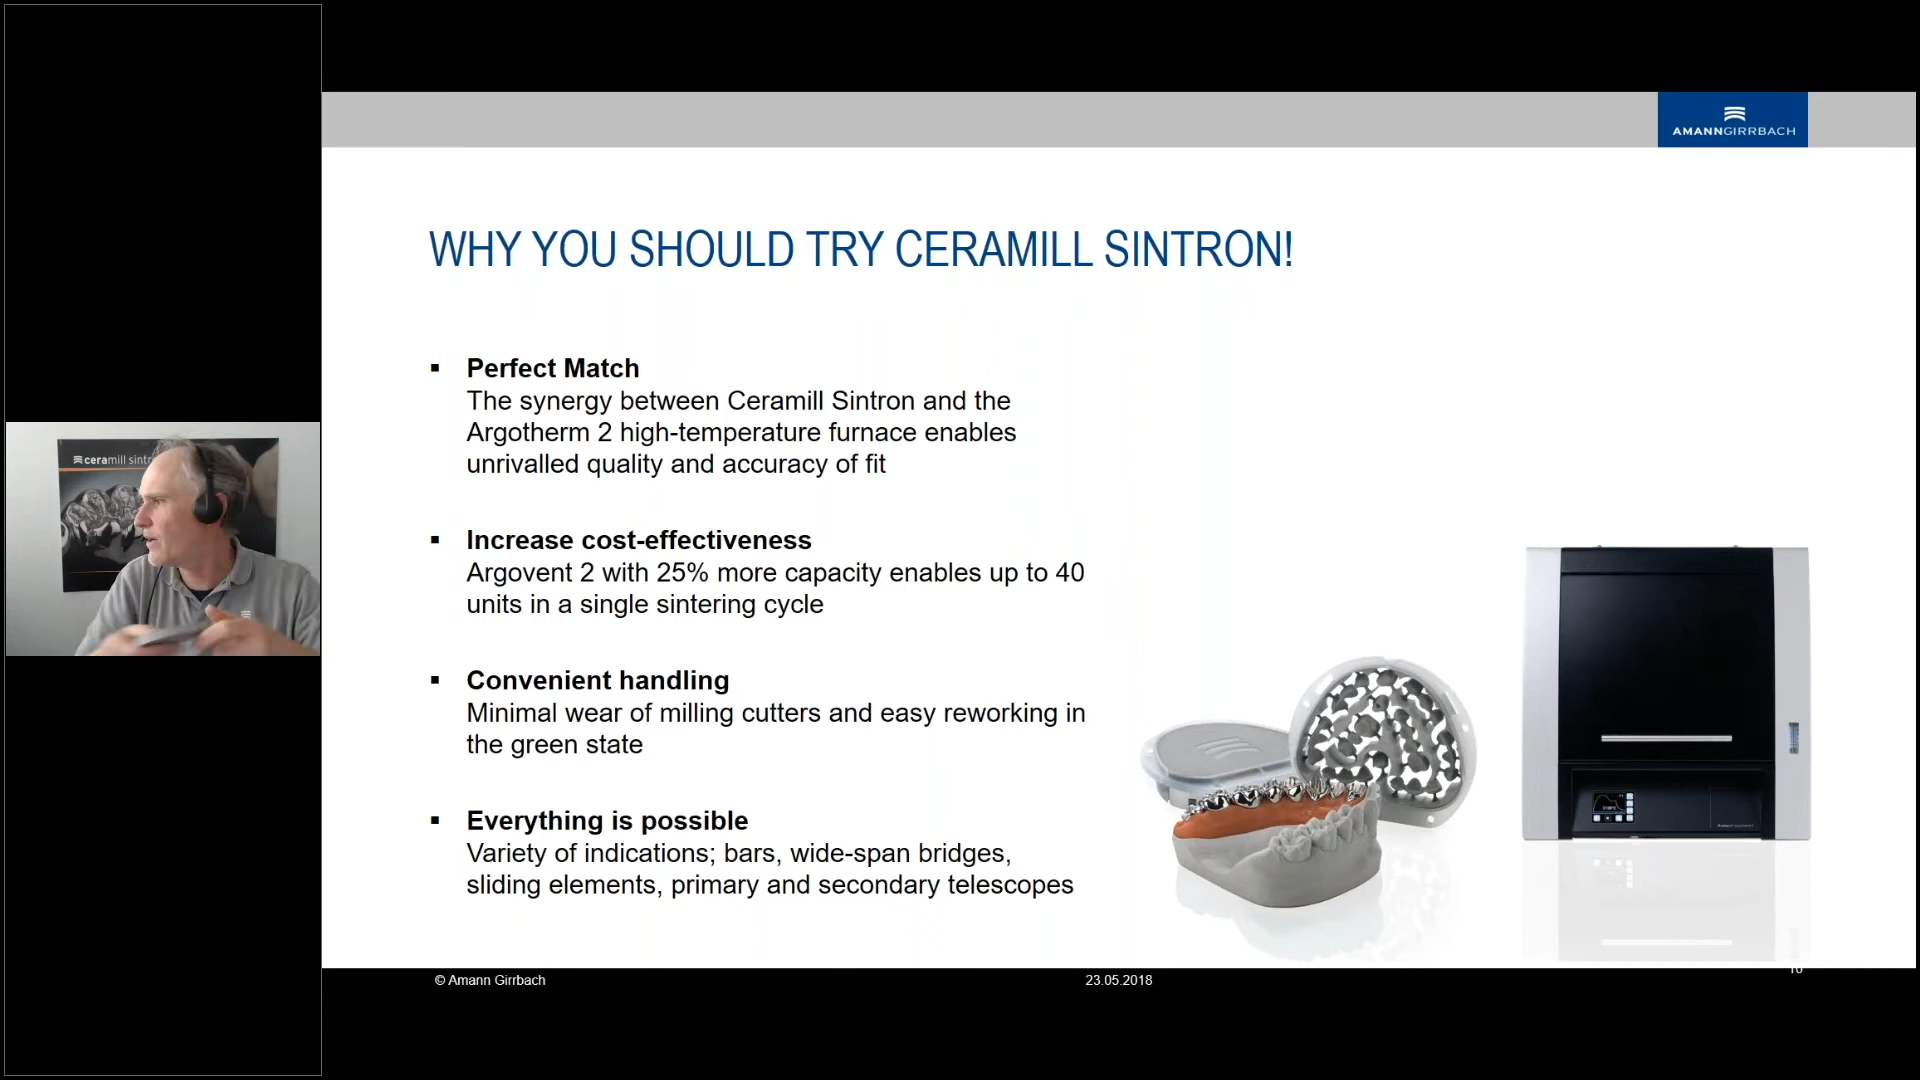 AMANNGIRRBACH
WHY YOU SHOULD TRY CERAMILL SINTRON!
▪ Perfect Match
The synergy between Ceramill Sintron and the
Argotherm 2 high-temperature furnace enables
unrivalled quality and accuracy of fit
▪ Increase cost-effectiveness
Argovent 2 with 25% more capacity enables up to 40
units in a single sintering cycle
▪ Convenient handling
Minimal wear of milling cutters and easy reworking in
the green state
▪ Everything is possible
Variety of indications; bars, wide-span bridges,
sliding elements, primary and secondary telescopes
ceramill sintr
© Amann Girrbach
23.05.2018